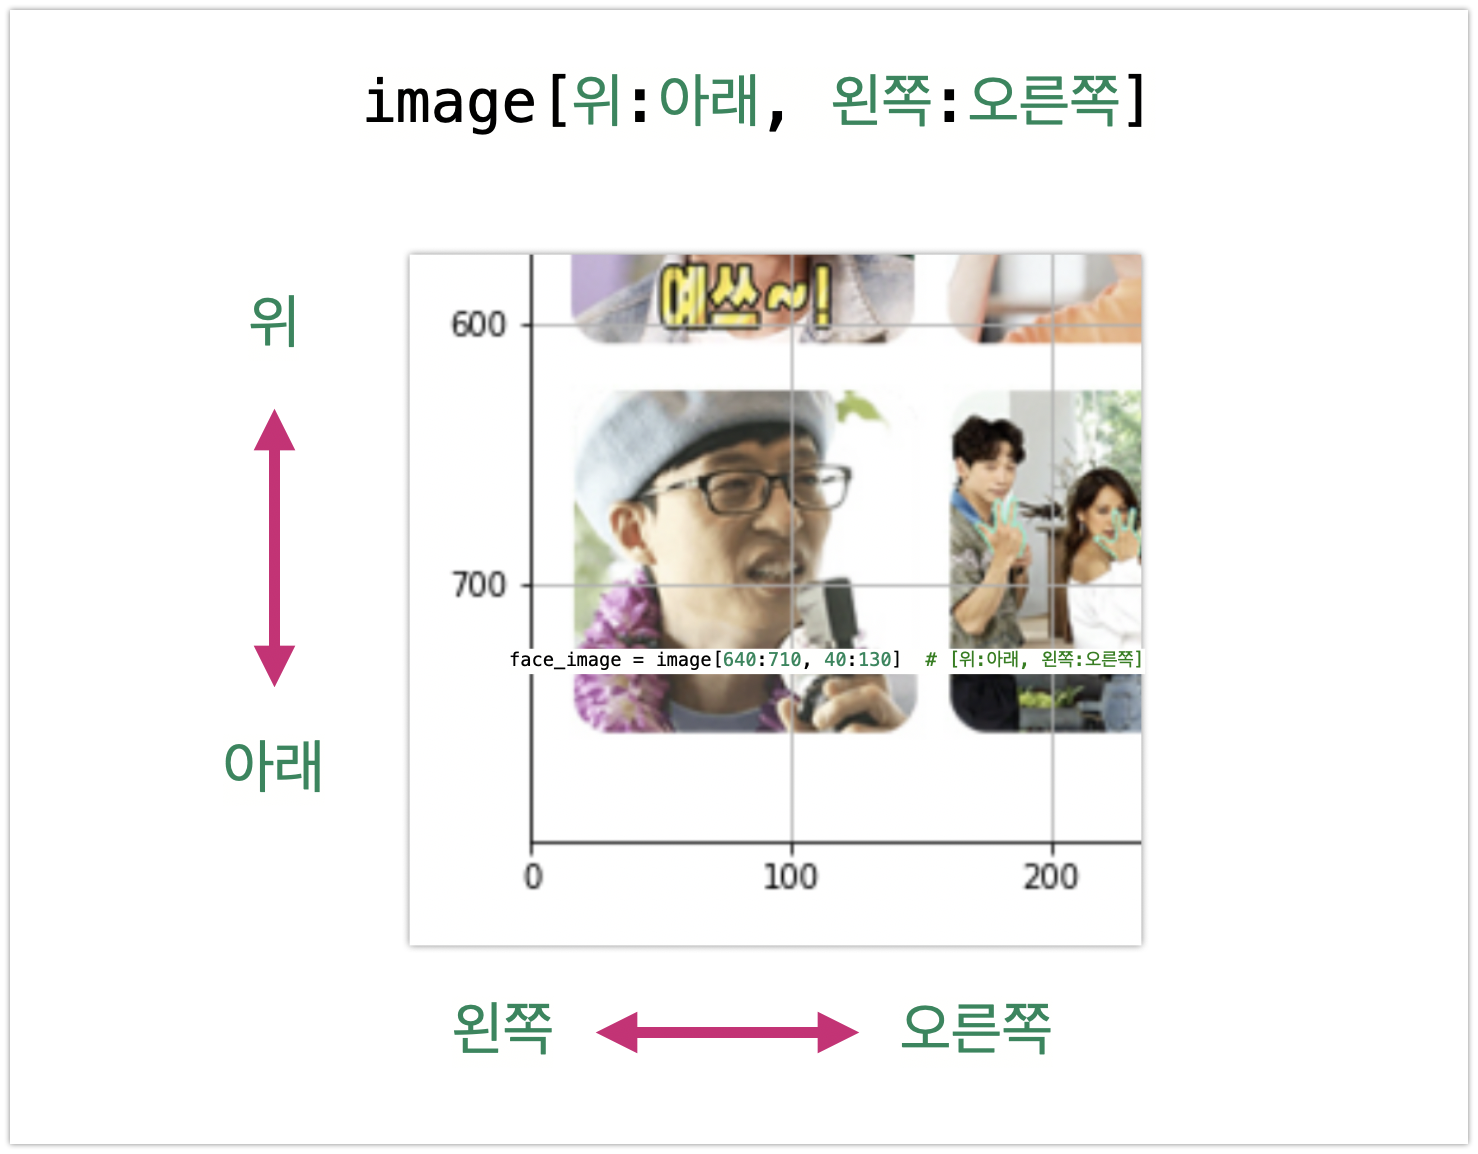 image[위:아래, 왼쪽:오른쪽]
예쓰~!
위
600
700
face_image = image[640:710, 40:130]  # [위:아래, 왼쪽:오른쪽]
아래
0 100 200
왼쪽 오른쪽